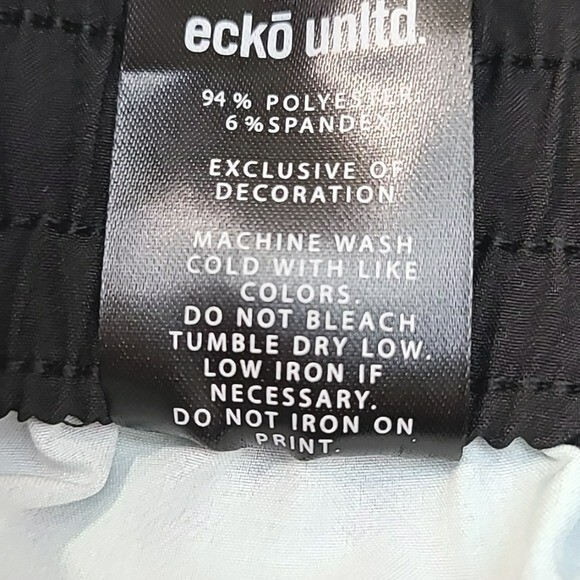 eckō unltd.
94 % POLYESTER
6 % SPANDEX
EXCLUSIVE OF
DECORATION
MACHINE WASH
COLD WITH LIKE
COLORS.
DO NOT BLEACH
TUMBLE DRY LOW.
LOW IRON IF
NECESSARY.
DO NOT IRON ON
PRINT.